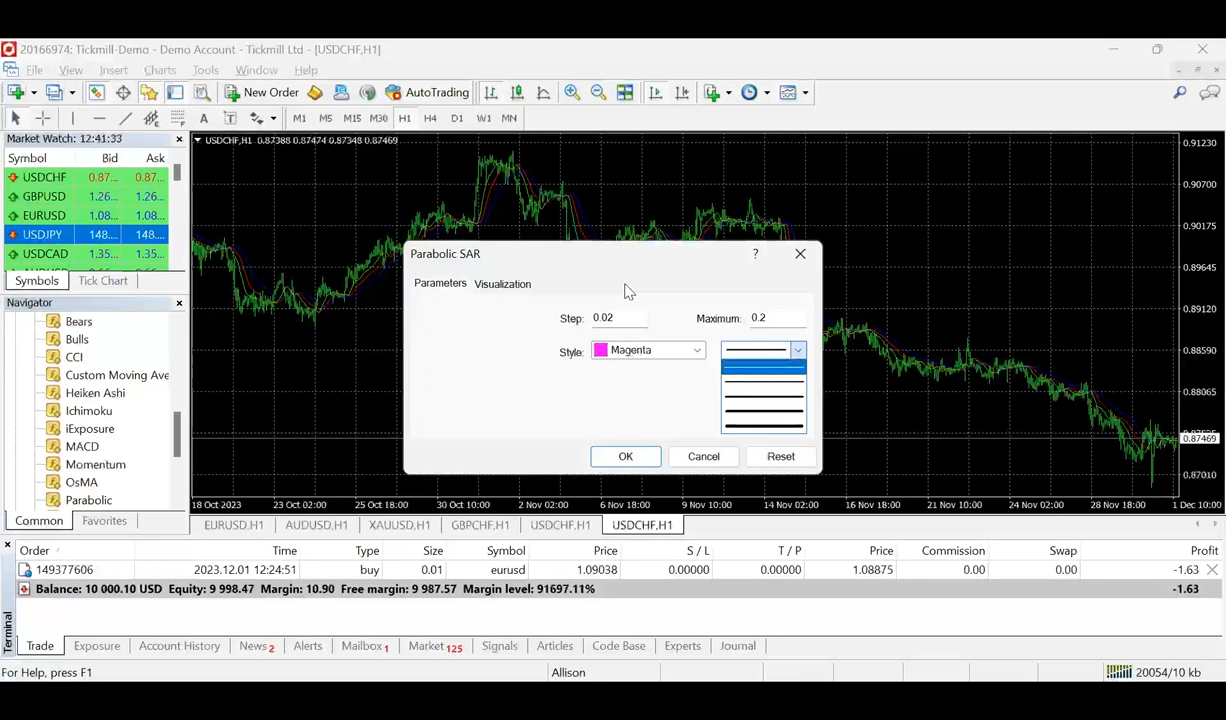 20166974: Tickmill-Demo - Demo Account - Tickmill Ltd - [USDCHF,H1]
File View Insert Charts Tools Window Help
New Order AutoTrading
A T M1 M5 M15 M30 H1 H4 D1 W1 MN
Market Watch: 12:41:33
Symbol Bid Ask
USDCHF 0.87... 0.87...
GBPUSD 1.26... 1.26...
EURUSD 1.08... 1.08...
USDJPY 148.... 148....
USDCAD 1.35... 1.35...
Symbols Tick Chart
Navigator
Bears
Bulls
CCI
Custom Moving Ave
Heiken Ashi
Ichimoku
iExposure
MACD
Momentum
OsMA
Parabolic
Common Favorites
USDCHF,H1 0.87388 0.87474 0.87348 0.87469
0.91230
0.90700
0.90175
0.89645
0.89115
0.88590
0.88065
0.87469
0.87010
Parabolic SAR ?
Parameters Visualization
Step: 0.02 Maximum: 0.2
Style: Magenta
OK Cancel Reset
18 Oct 2023 23 Oct 02:00 25 Oct 18:00 30 Oct 10:00 2 Nov 02:00 6 Nov 18:00 9 Nov 10:00 14 Nov 02:00 16 Nov 18:00 21 Nov 10:00 24 Nov 02:00 28 Nov 18:00 1 Dec 10:00
EURUSD,H1 AUDUSD,H1 XAUUSD,H1 GBPCHF,H1 USDCHF,H1 USDCHF,H1
Order / Time Type Size Symbol Price S / L T / P Price Commission Swap Profit
149377606 2023.12.01 12:24:51 buy 0.01 eurusd 1.09038 0.00000 0.00000 1.08875 0.00 0.00 -1.63
Balance: 10 000.10 USD Equity: 9 998.47 Margin: 10.90 Free margin: 9 987.57 Margin level: 91697.11% -1.63
Terminal
Trade Exposure Account History News 2 Alerts Mailbox 1 Market 125 Signals Articles Code Base Experts Journal
For Help, press F1 Allison 20054/10 kb